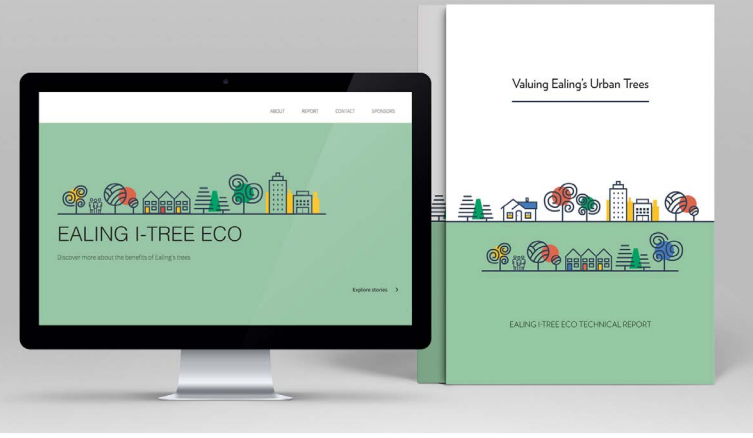 ABOUT REPORT CONTACT SPONSORS
EALING I-TREE ECO
Discover more about the benefits of Ealing's trees
Explore stories >
Valuing Ealing's Urban Trees
EALING I-TREE ECO TECHNICAL REPORT